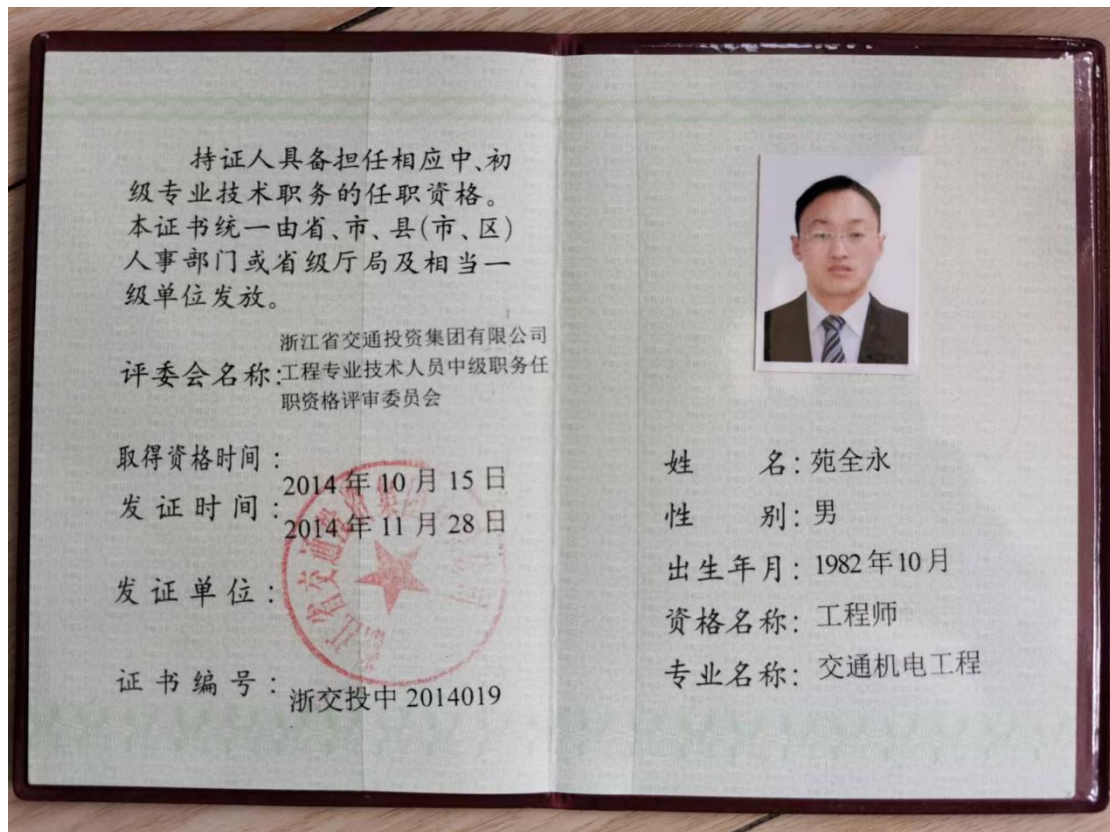 持证人具备担任相应中、初
级专业技术职务的任职资格。
本证书统一由省、市、县(市、区)
人事部门或省级厅局及相当一
级单位发放。
评委会名称:
浙江省交通投资集团有限公司
工程专业技术人员中级职务任
职资格评审委员会
取得资格时间: 2014年10月15日
发证时间: 2014年11月28日
发证单位:
证书编号: 浙交投中2014019
姓 名: 苑全永
性 别: 男
出生年月: 1982年10月
资格名称: 工程师
专业名称: 交通机电工程